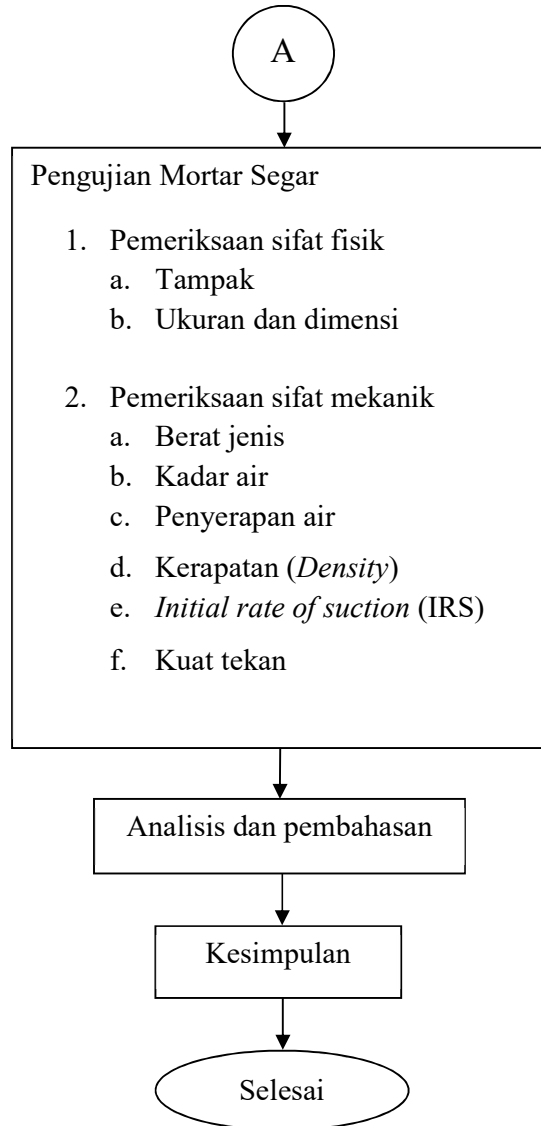 A
Pengujian Mortar Segar
1. Pemeriksaan sifat fisik
a. Tampak
b. Ukuran dan dimensi
2. Pemeriksaan sifat mekanik
a. Berat jenis
b. Kadar air
c. Penyerapan air
d. Kerapatan (Density)
e. Initial rate of suction (IRS)
f. Kuat tekan
Analisis dan pembahasan
Kesimpulan
Selesai